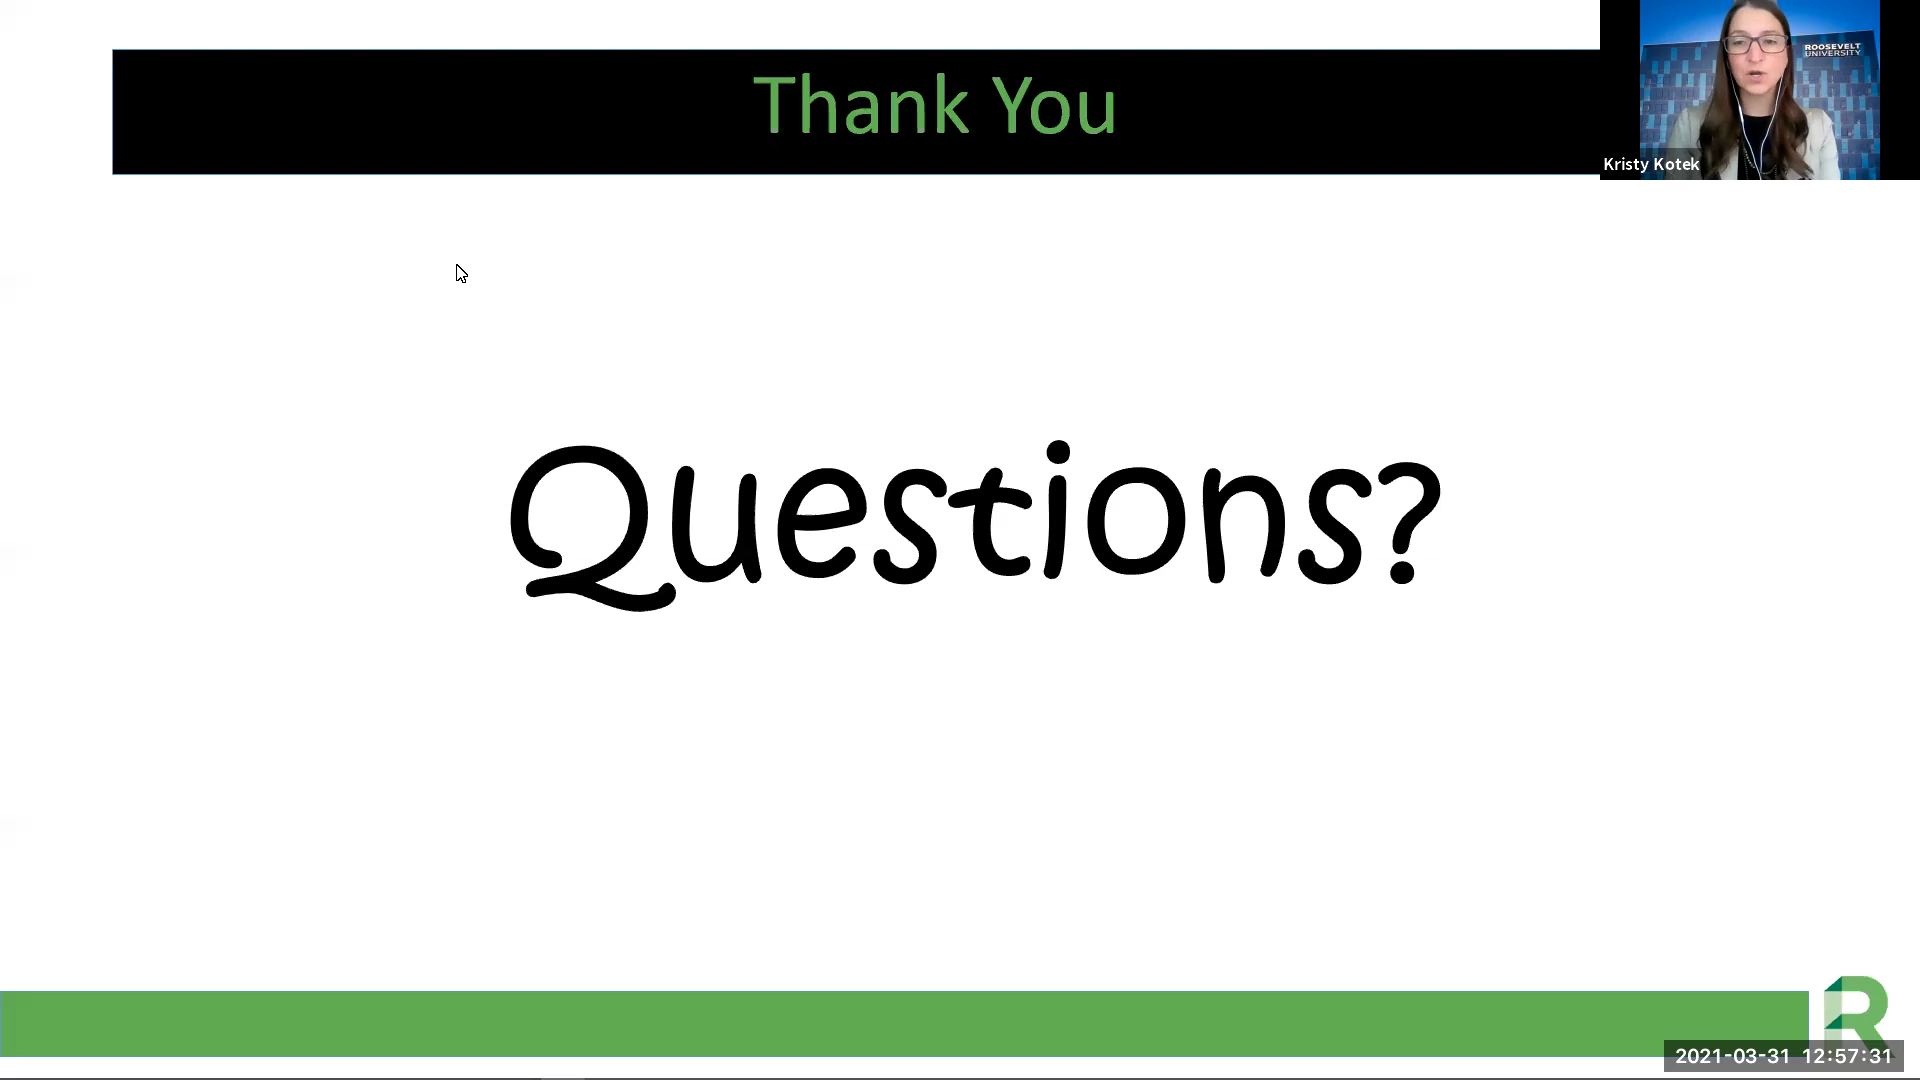 Thank You
ROOSEVELT
UNIVERSITY
Kristy Kotek
Questions?
R
2021-03-31 12:57:31